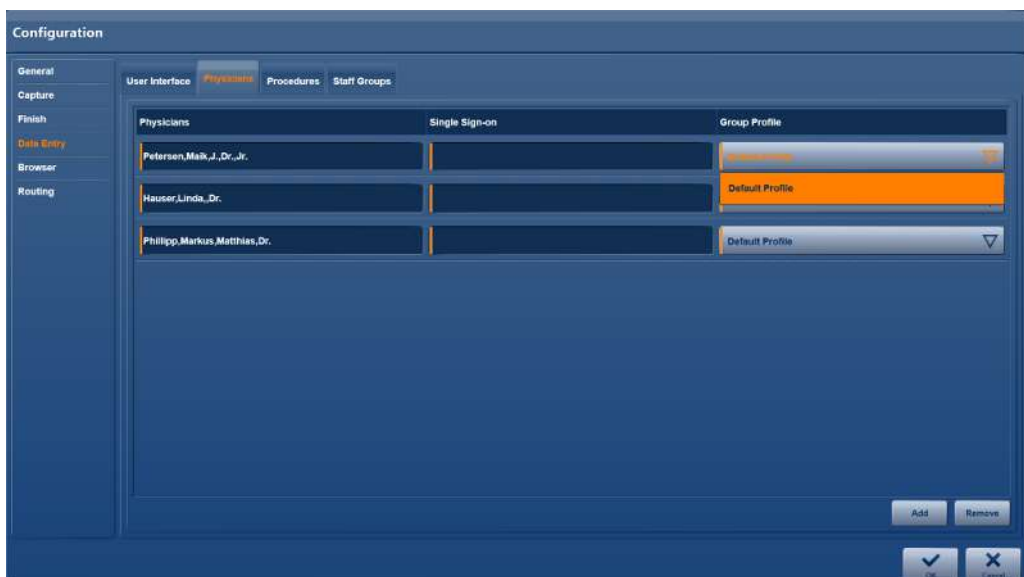 Configuration
General
Capture
Finish
Data Entry
Browser
Routing
User Interface Physicians Procedures Staff Groups
Physicians Single Sign-on Group Profile
Petersen,Maik,J.,Dr.,Jr.
Default Profile
Hauser,Linda,,Dr.
Phillipp,Markus,Matthias,Dr. Default Profile
Add Remove
OK Cancel